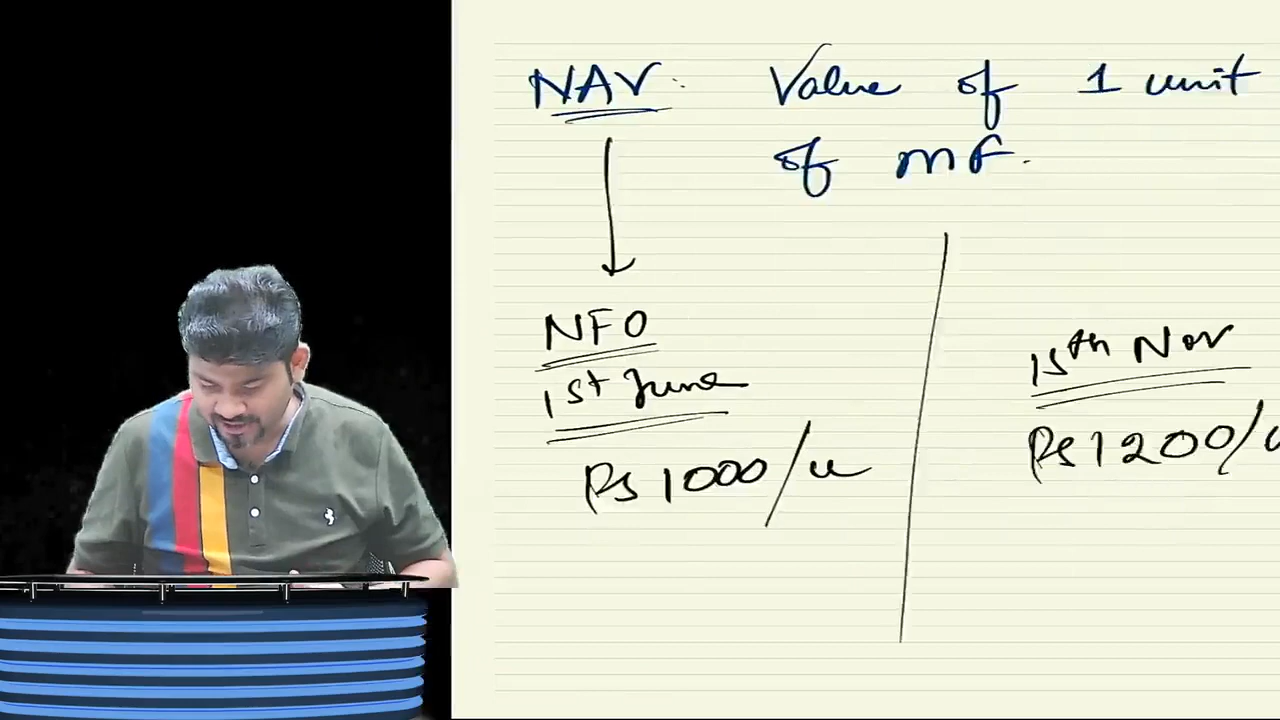 NAV: Value of 1 unit
of MF.
NFO
1st June
Rs 1000/u
15th Nov
Rs 1200/u